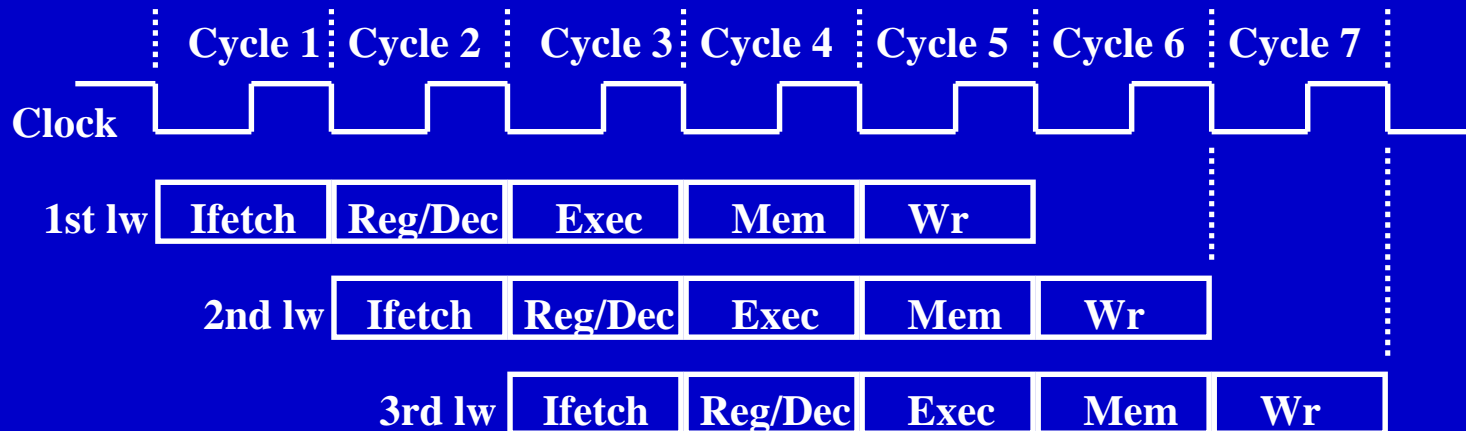 Cycle 1 Cycle 2 Cycle 3 Cycle 4 Cycle 5 Cycle 6 Cycle 7
Clock
1st lw Ifetch Reg/Dec Exec Mem Wr
2nd lw Ifetch Reg/Dec Exec Mem Wr
3rd lw Ifetch Reg/Dec Exec Mem Wr